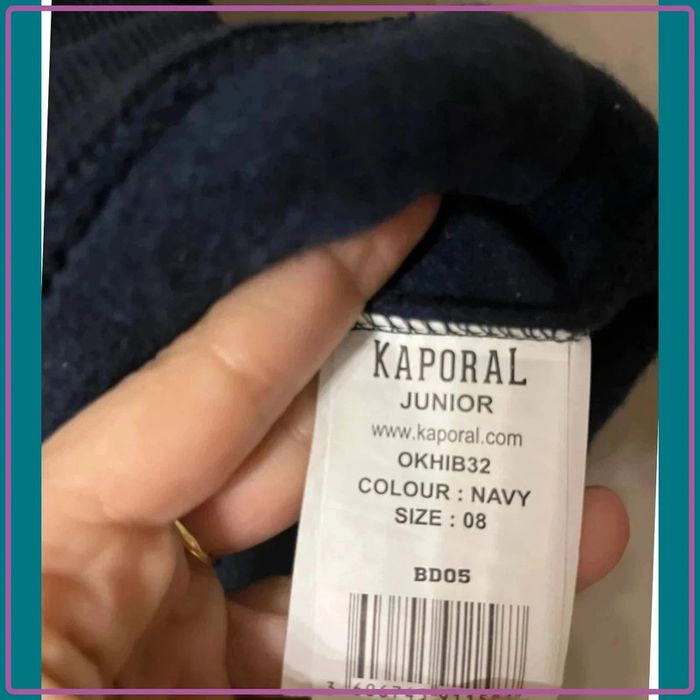 KAPORAL
JUNIOR
www.kaporal.com
OKHIB32
COLOUR : NAVY
SIZE : 08
BD05